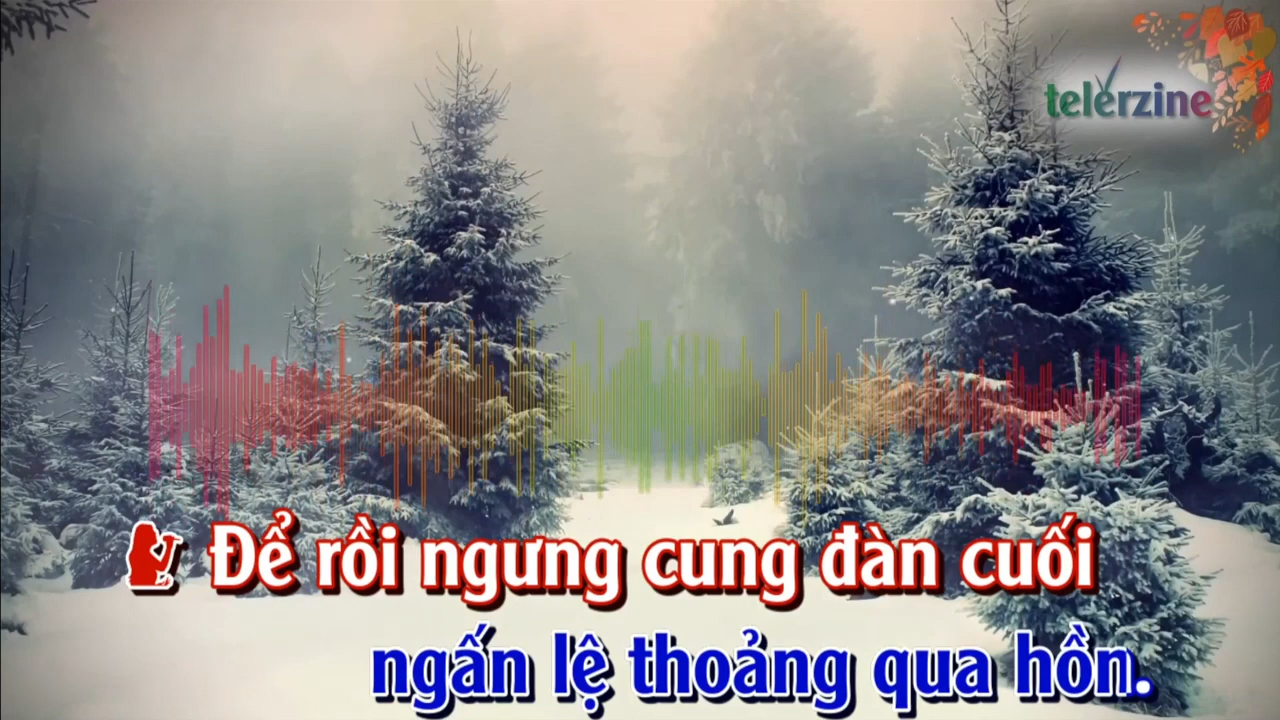 telerzine
Để rồi ngưng cung đàn cuối
ngấn lệ thoảng qua hồn.